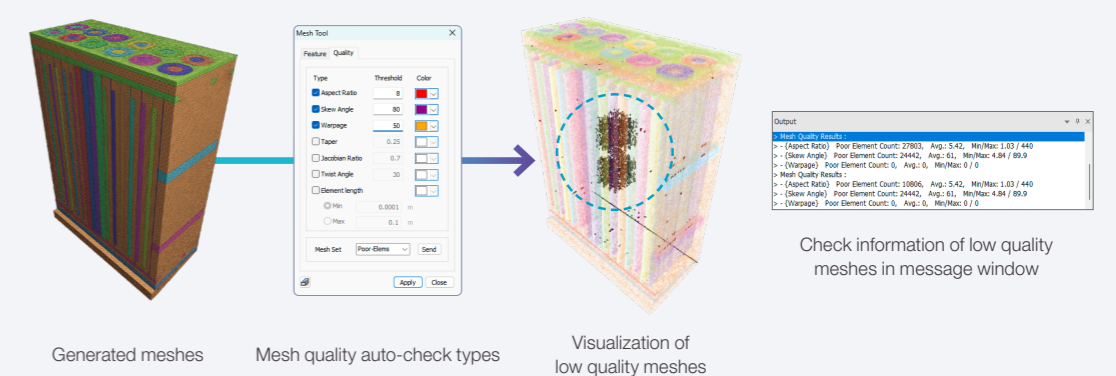 Mesh Tool
Feature Quality
Type Threshold Color
Aspect Ratio 8
Skew Angle 80
Warpage 50
Taper 0.25
Jacobian Ratio 0.7
Twist Angle 30
Element length
Min 0.0001 m
Max 0.1 m
Mesh Set Poor-Elems Send
Apply Close
Output
> Mesh Quality Results :
> - {Aspect Ratio} Poor Element Count: 27803, Avg.: 5.42, Min/Max: 1.03 / 440
> - {Skew Angle} Poor Element Count: 24442, Avg.: 61, Min/Max: 4.84 / 89.9
> - {Warpage} Poor Element Count: 0, Avg.: 0, Min/Max: 0 / 0
> Mesh Quality Results :
> - {Aspect Ratio} Poor Element Count: 10806, Avg.: 5.42, Min/Max: 1.03 / 440
> - {Skew Angle} Poor Element Count: 24442, Avg.: 61, Min/Max: 4.84 / 89.9
> - {Warpage} Poor Element Count: 0, Avg.: 0, Min/Max: 0 / 0
Generated meshes
Mesh quality auto-check types
Visualization of
low quality meshes
Check information of low quality
meshes in message window